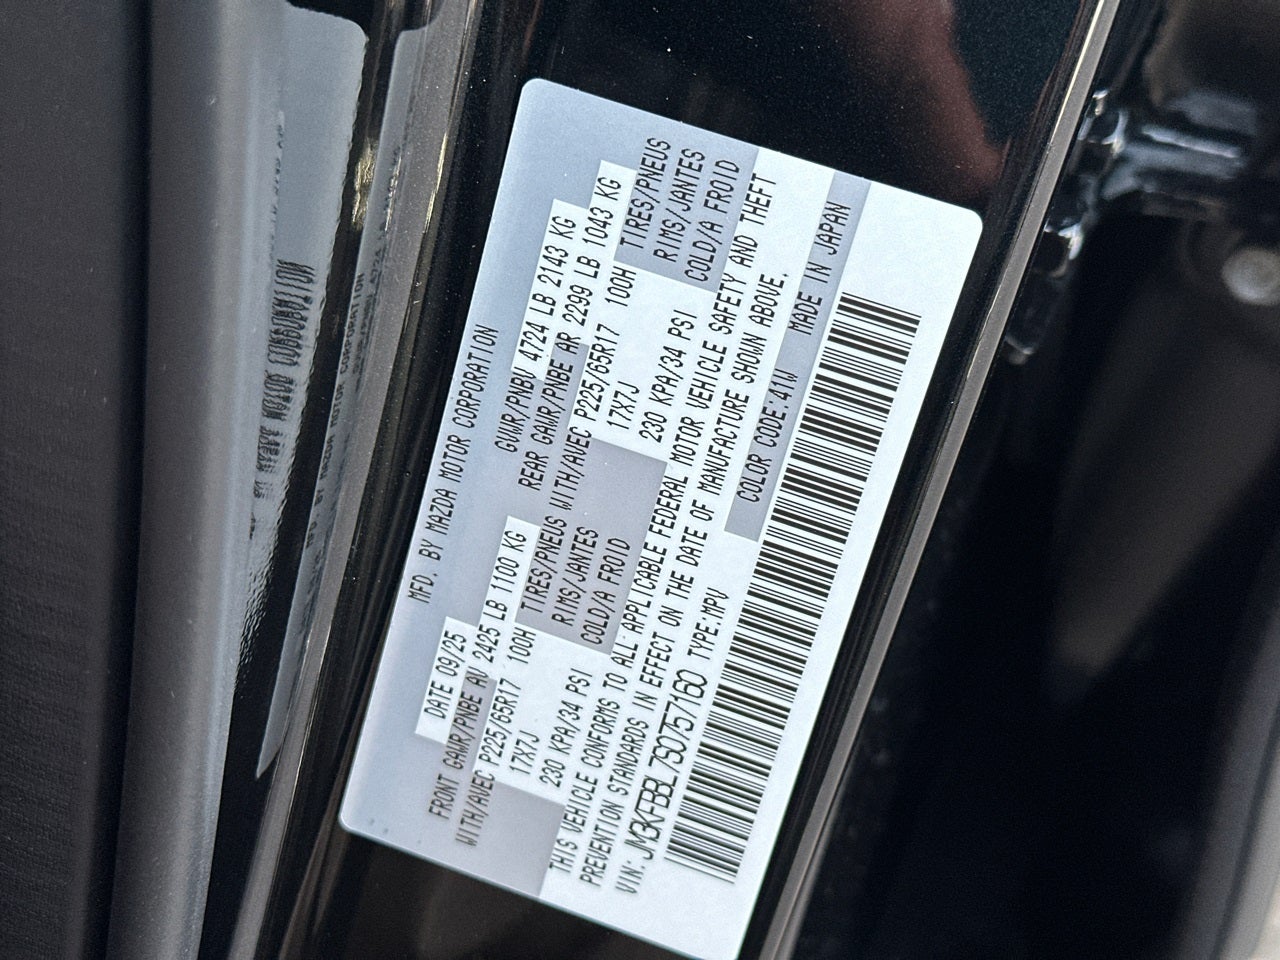 MFD. BY MAZDA MOTOR CORPORATION
DATE 09/25
GVWR/PNBV 4724 LB 2143 KG
FRONT GAWR/PNBE AV 2425 LB 1100 KG
REAR GAWR/PNBE AR 2299 LB 1043 KG
WITH/AVEC P225/65R17 100H TIRES/PNEUS WITH/AVEC P225/65R17 100H TIRES/PNEUS
17X7J RIMS/JANTES 17X7J RIMS/JANTES
230 KPA/34 PSI COLD/A FROID 230 KPA/34 PSI COLD/A FROID
THIS VEHICLE CONFORMS TO ALL APPLICABLE FEDERAL MOTOR VEHICLE SAFETY AND THEFT
PREVENTION STANDARDS IN EFFECT ON THE DATE OF MANUFACTURE SHOWN ABOVE.
VIN: JM3KFBBL7S0757160 TYPE:MPV COLOR CODE:41W MADE IN JAPAN